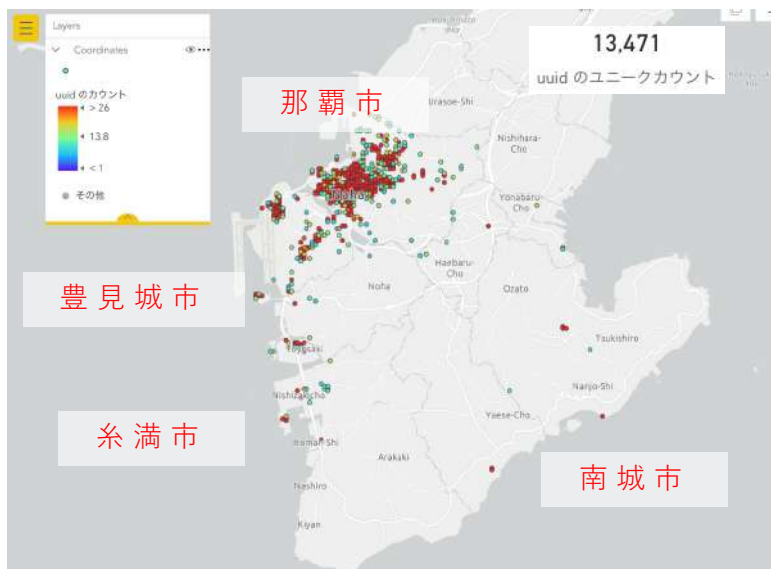 Layers
Coordinates
uuid のカウント
> 26
13.8
< 1
その他
13,471
uuid のユニークカウント
那覇市
豊見城市
糸満市
南城市
Urasoe-Shi
Nishihara-Cho
Yonabaru-Cho
Naha
Haebaru-Cho
Noha
Ozato
Tsukishiro
Toyosaki
Nishizakicho
Nanjo-Shi
Yaese-Cho
Itoman-Shi
Arakaki
Nashiro
Kiyan